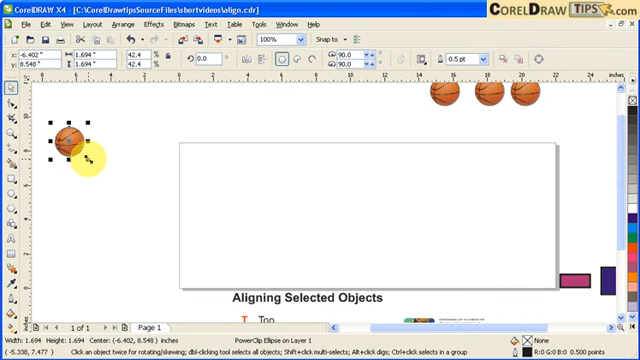 CorelDRAW X4 - [C:\CorelDrawtipsSourceFiles\shortvideos\align.cdr]
CORELDRAW TIPS.com
File Edit View Layout Arrange Effects Bitmaps Text Table Tools Window Help
100%
x: -6.402 " 1.694 " 42.4 0.0 ° 90.0 90.0 0.5 pt
y: 8.548 " 1.694 " 42.4
Snap to
Aligning Selected Objects
T Top
1 of 1 Page 1
Width: 1.694 Height: 1.694 Center: -6.402, 8.548 inches PowerClip Ellipse on Layer 1 None
(-5.338, 7.477) Click an object twice for rotating/skewing; dbl-clicking tool selects all objects; Shift+click multi-selects; Alt+click digs; Ctrl+click selects in a group R:0 G:0 B:0 0.500 points